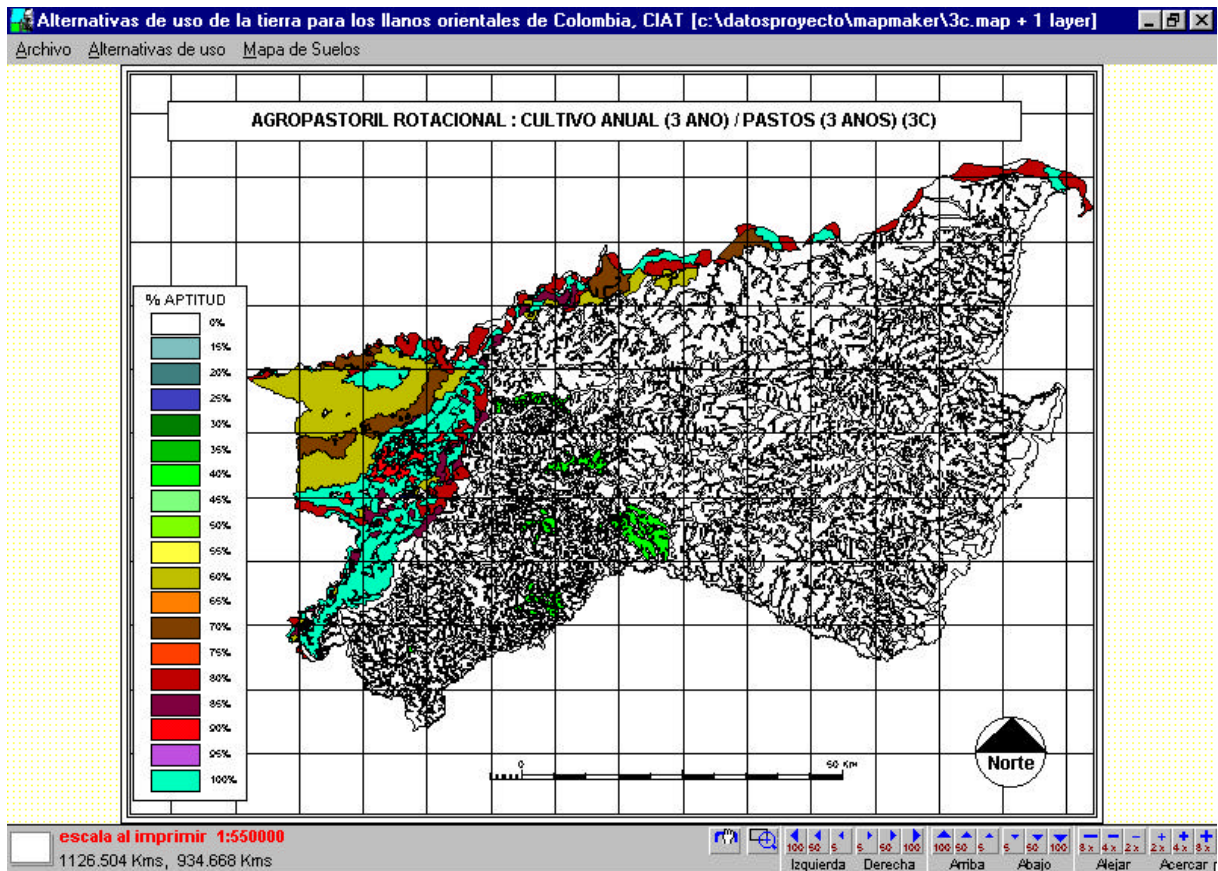 Alternativas de uso de la tierra para los llanos orientales de Colombia, CIAT [c:\datosproyecto\mapmaker\3c.map + 1 layer]
Archivo Alternativas de uso Mapa de Suelos
AGROPASTORIL ROTACIONAL : CULTIVO ANUAL (3 ANO) / PASTOS (3 ANOS) (3C)
% APTITUD
0%
15%
20%
25%
30%
35%
40%
45%
50%
55%
60%
65%
70%
75%
80%
85%
90%
95%
100%
0 50 Km
Norte
escala al imprimir 1:550000
1126.504 Kms, 934.668 Kms
100 50 5 5 50 100 100 50 5 5 50 100 8x 4x 2x 2x 4x 8x
Izquierda Derecha Arriba Abajo Alejar Acercar